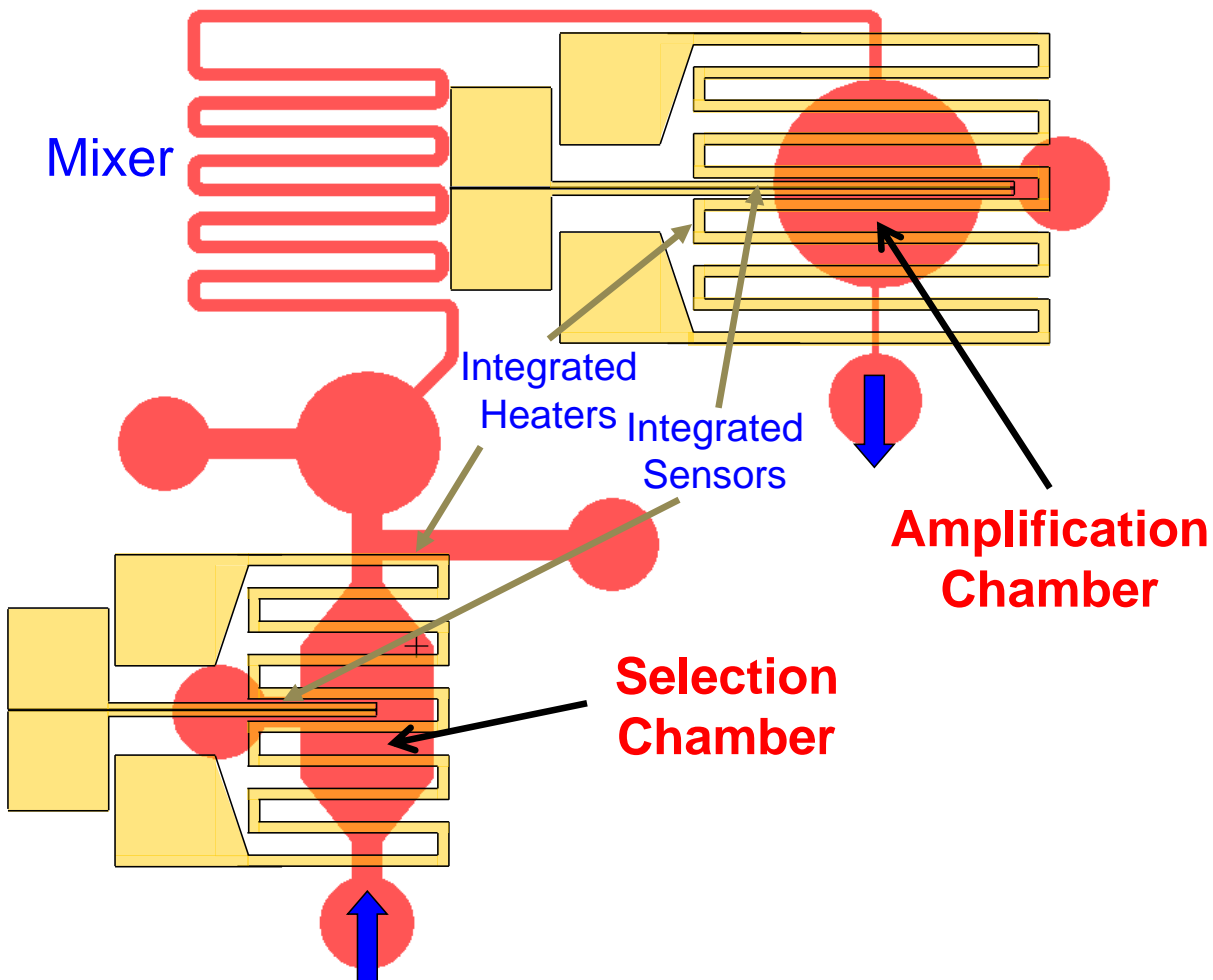 Mixer
Integrated
Heaters
Integrated
Sensors
Amplification
Chamber
Selection
Chamber